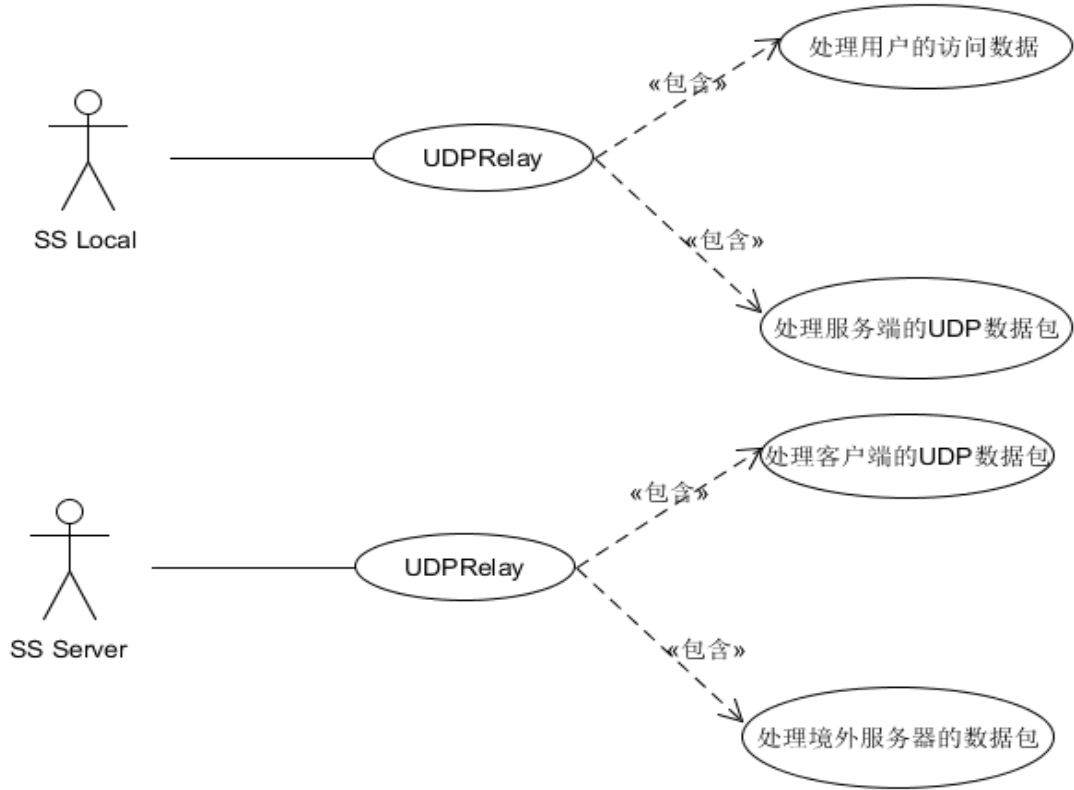 处理用户的访问数据
«包含»
UDPRelay
SS Local
«包含»
处理服务端的UDP数据包
处理客户端的UDP数据包
«包含»
UDPRelay
SS Server
«包含»
处理境外服务器的数据包